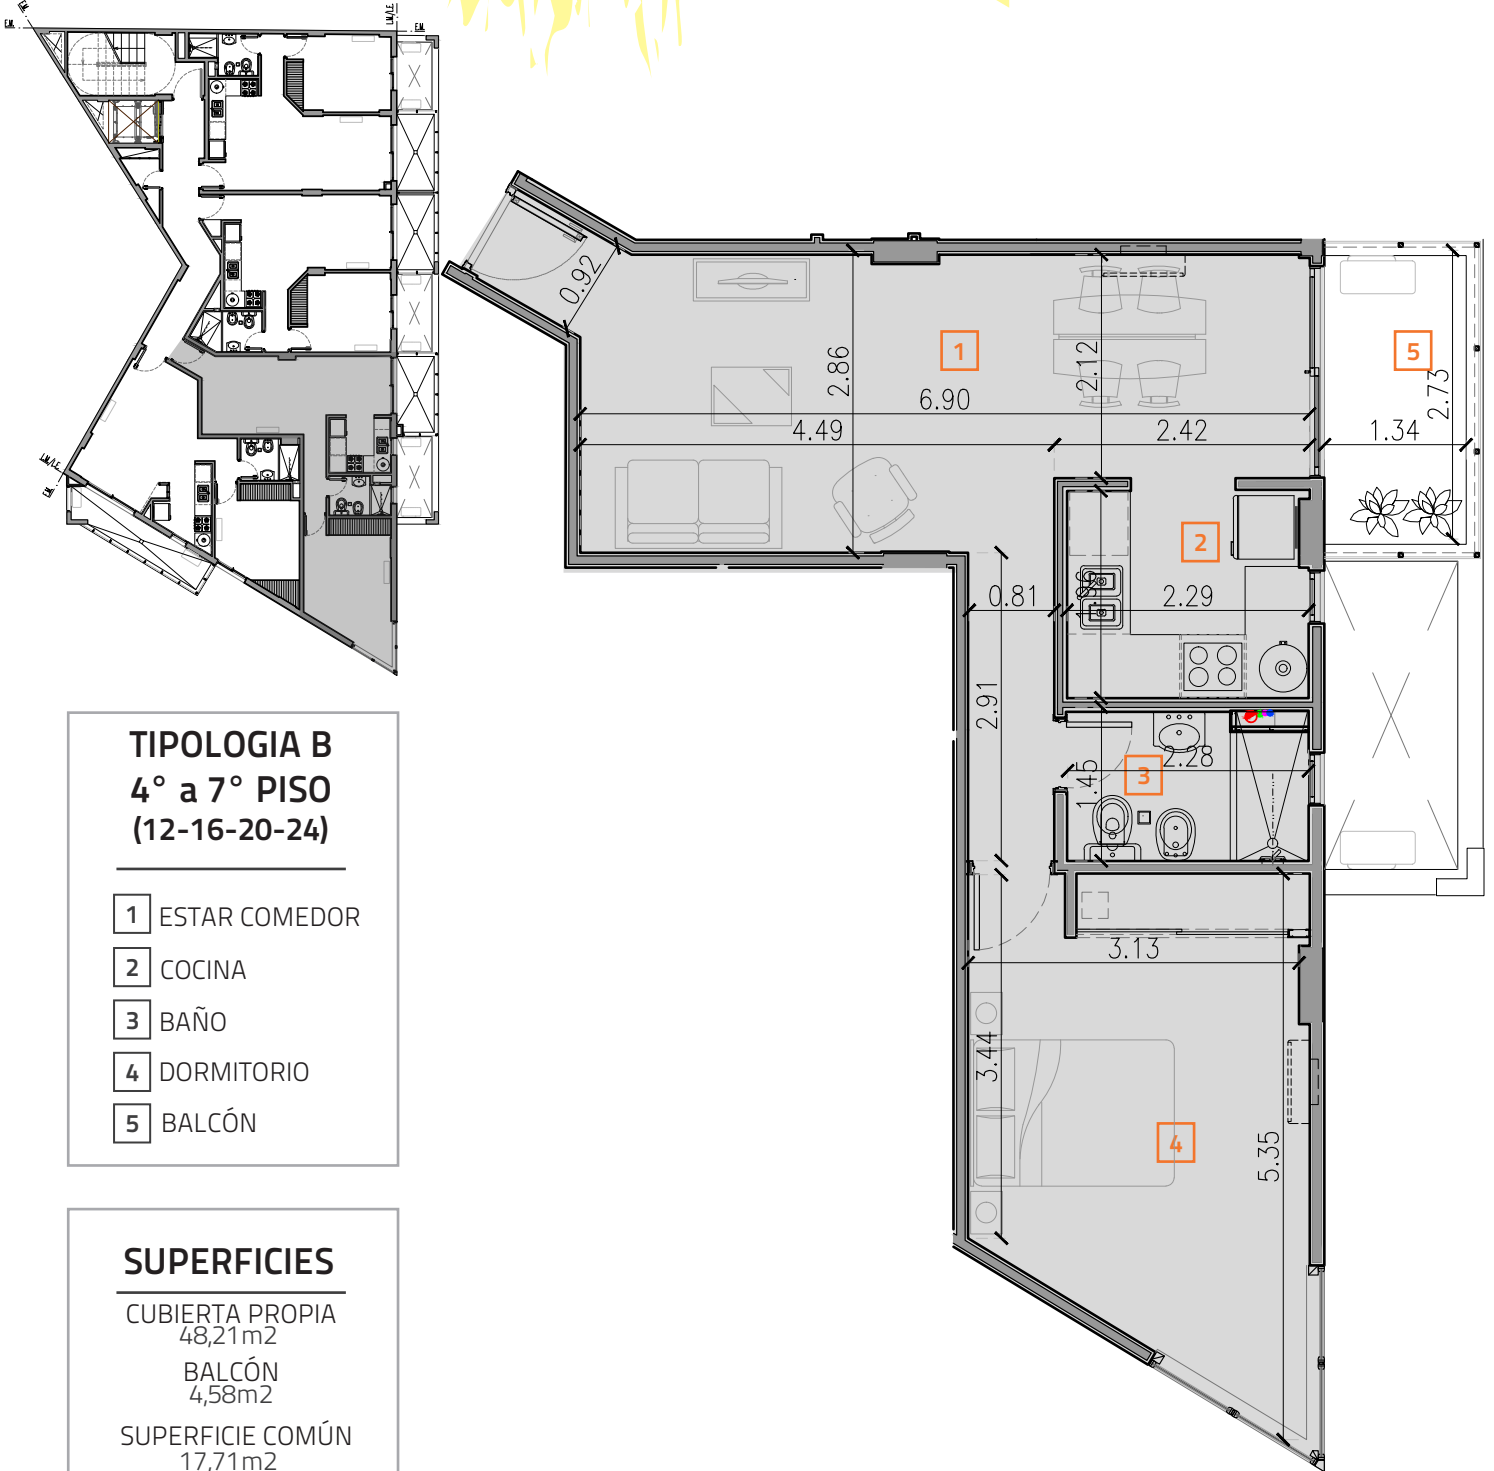 E.M.
E.M.
L.M./L.E.
E.M.
L.M./L.E.
E.M.
TIPOLOGIA B
4° a 7° PISO
(12-16-20-24)
1 ESTAR COMEDOR
2 COCINA
3 BAÑO
4 DORMITORIO
5 BALCÓN
SUPERFICIES
CUBIERTA PROPIA
48,21m2
BALCÓN
4,58m2
SUPERFICIE COMÚN
17,71m2
0.92
2.86
1
2.12
5
2.73
6.90
4.49
2.42
1.34
2
0.81
2.29
2.91
2.28
3
1.45
3.13
3.44
4
5.35